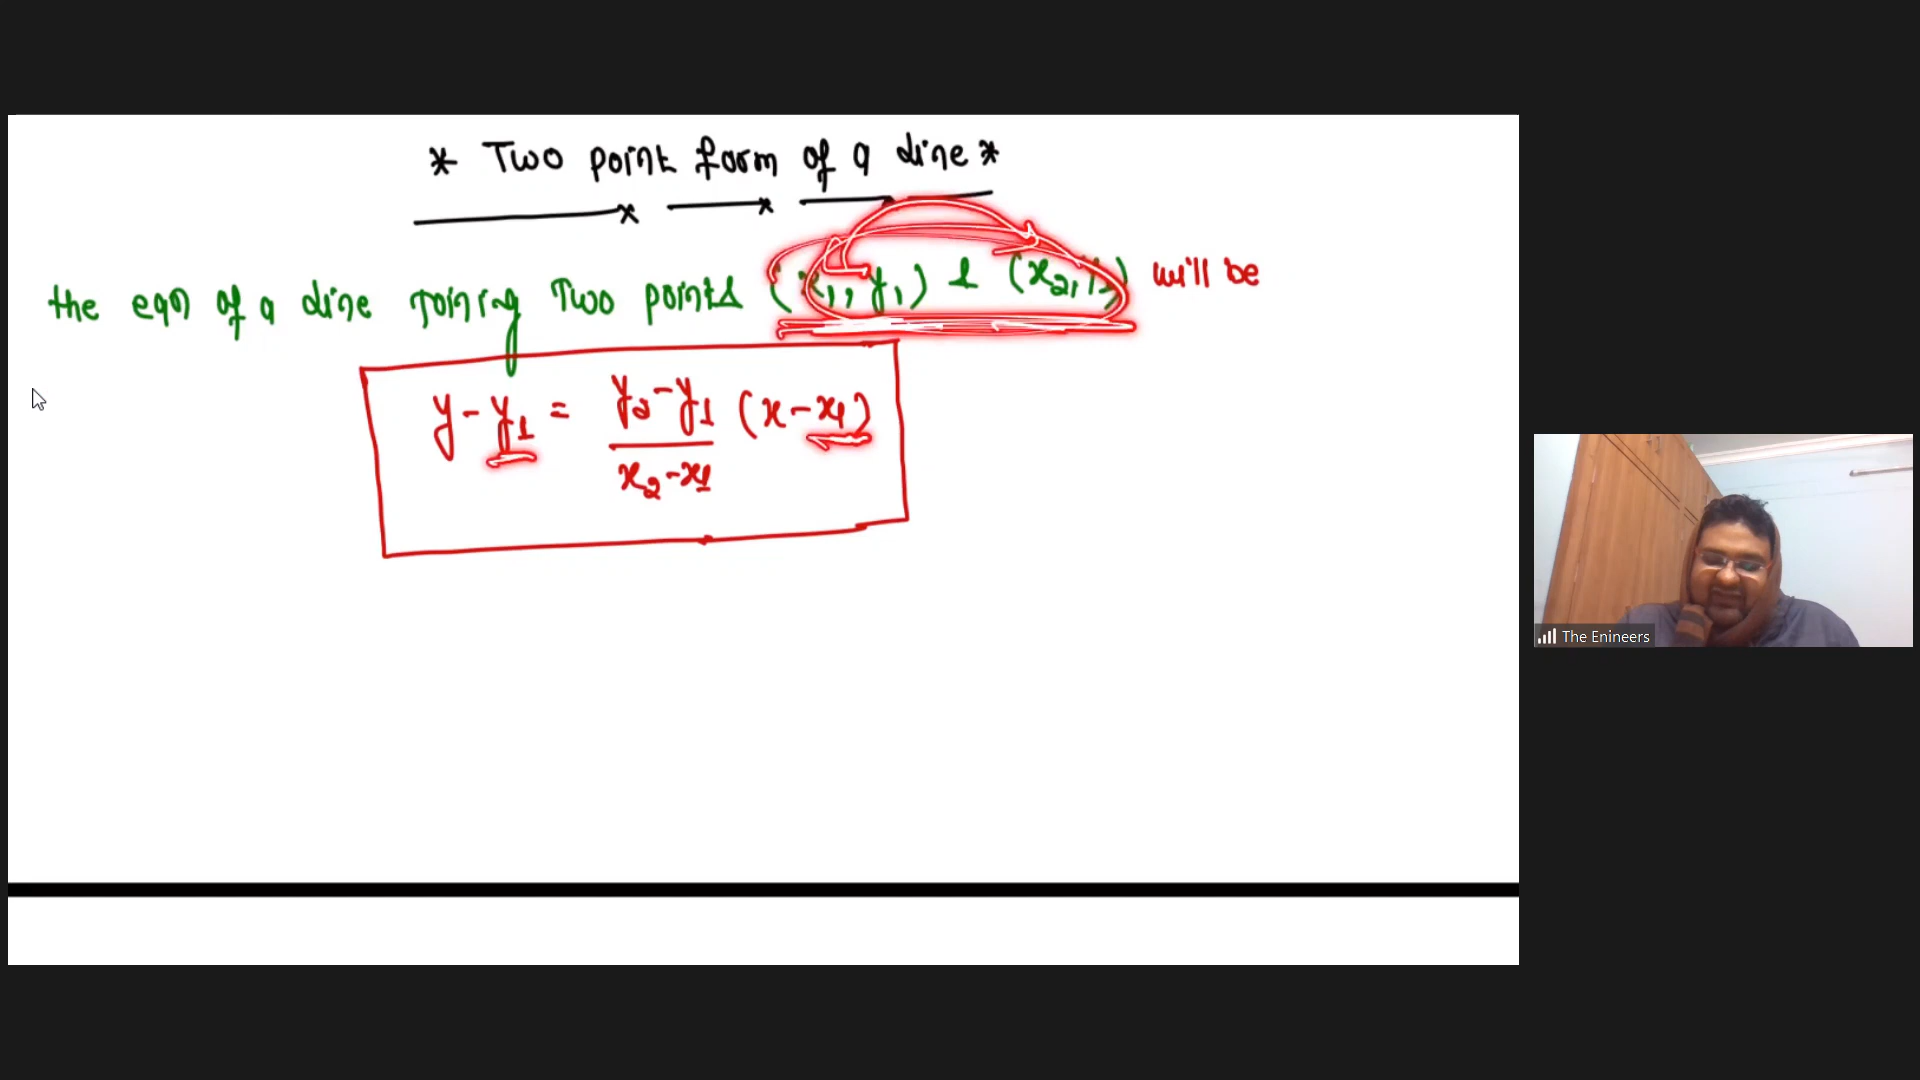 * Two point form of a line *
the eqn of a line joining Two points (x₁, y₁) & (x₂, y₂) will be
y - y₁ = y₂ - y₁ / x₂ - x₁ (x - x₁)
The Enineers